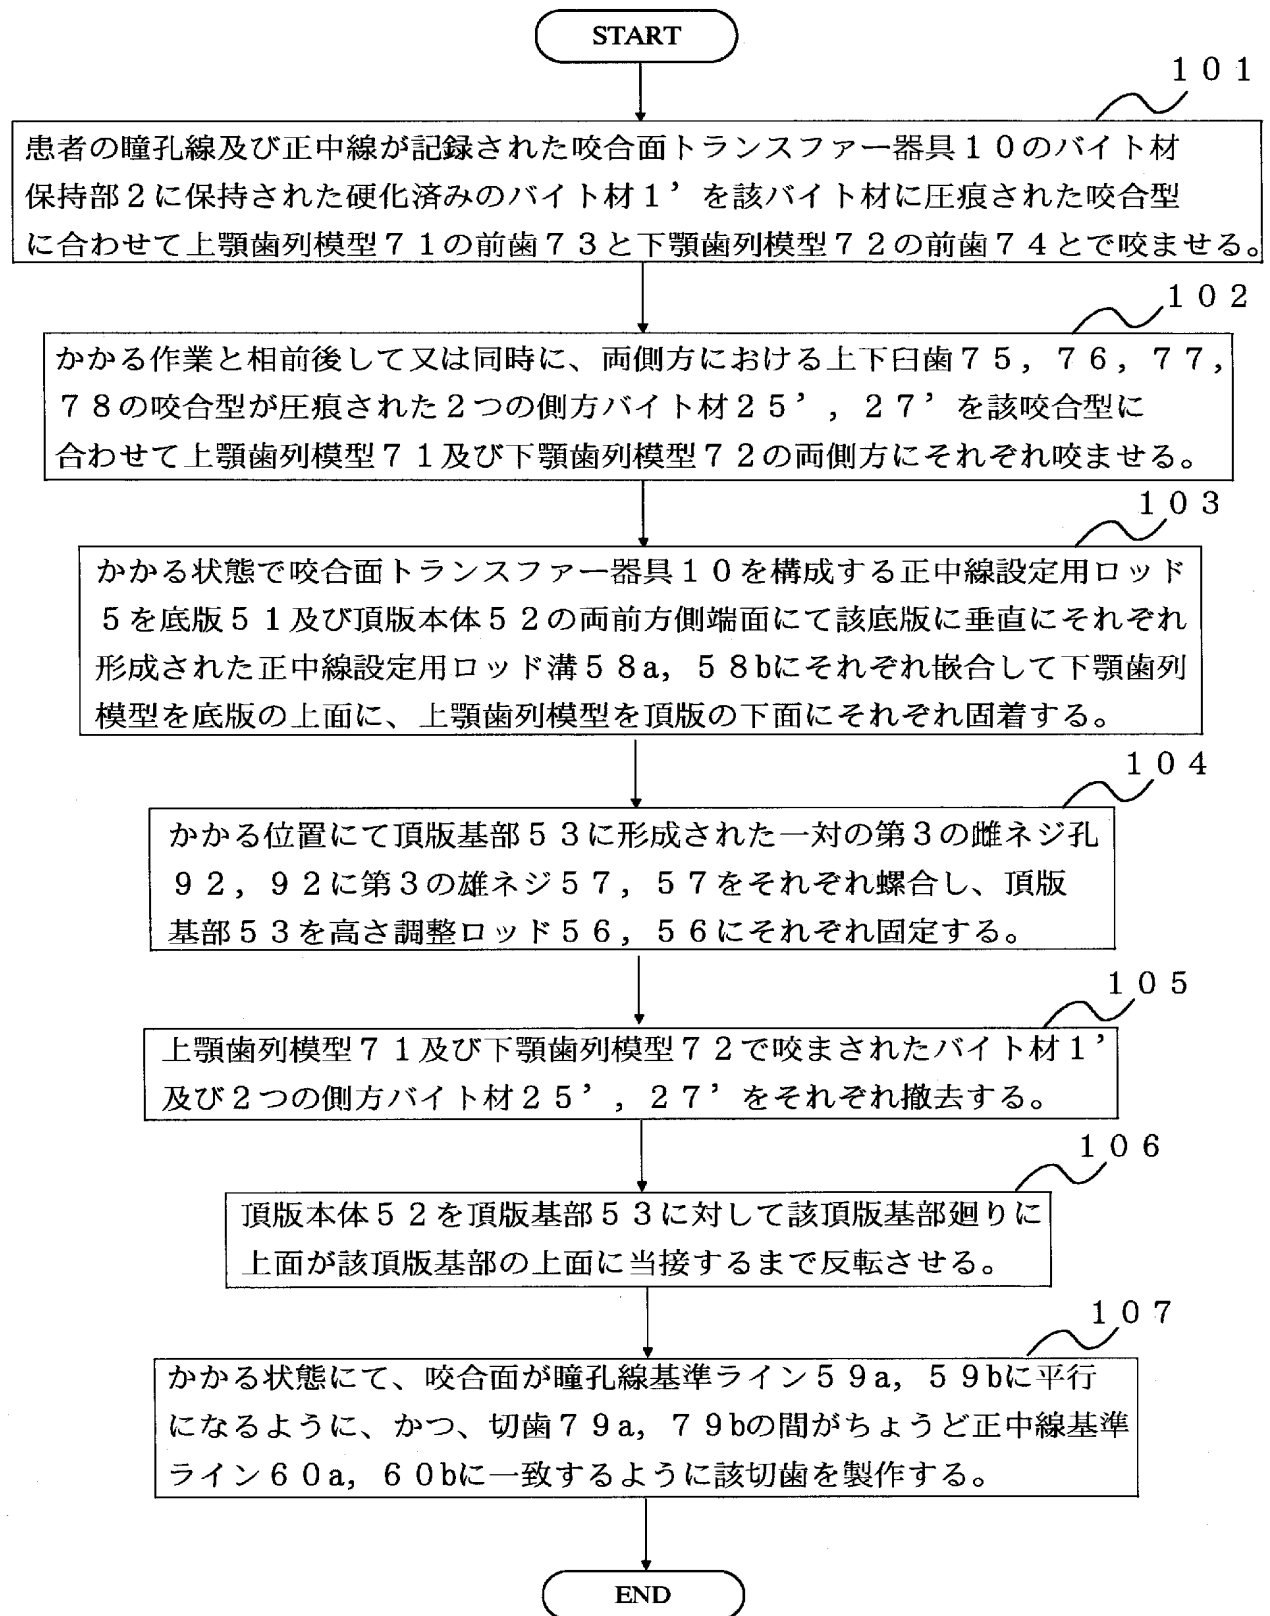 START
101
患者の瞳孔線及び正中線が記録された咬合面トランスファー器具10のバイト材
保持部2に保持された硬化済みのバイト材1’を該バイト材に圧痕された咬合型
に合わせて上顎歯列模型71の前歯73と下顎歯列模型72の前歯74とで咬ませる。
102
かかる作業と相前後して又は同時に、両側方における上下臼歯75，76，77，
78の咬合型が圧痕された2つの側方バイト材25’，27’を該咬合型に
合わせて上顎歯列模型71及び下顎歯列模型72の両側方にそれぞれ咬ませる。
103
かかる状態で咬合面トランスファー器具10を構成する正中線設定用ロッド
5を底版51及び頂版本体52の両前方側端面にて該底版に垂直にそれぞれ
形成された正中線設定用ロッド溝58a，58bにそれぞれ嵌合して下顎歯列
模型を底版の上面に、上顎歯列模型を頂版の下面にそれぞれ固着する。
104
かかる位置にて頂版基部53に形成された一対の第3の雌ネジ孔
92，92に第3の雄ネジ57，57をそれぞれ螺合し、頂版
基部53を高さ調整ロッド56，56にそれぞれ固定する。
105
上顎歯列模型71及び下顎歯列模型72で咬まされたバイト材1’
及び2つの側方バイト材25’，27’をそれぞれ撤去する。
106
頂版本体52を頂版基部53に対して該頂版基部廻りに
上面が該頂版基部の上面に当接するまで反転させる。
107
かかる状態にて、咬合面が瞳孔線基準ライン59a，59bに平行
になるように、かつ、切歯79a，79bの間がちょうど正中線基準
ライン60a，60bに一致するように該切歯を製作する。
END